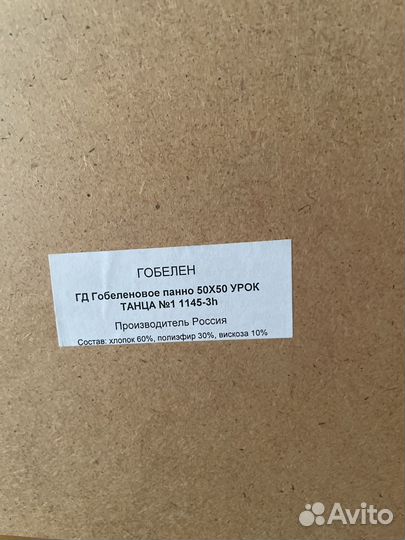 ГОБЕЛЕН
ГД Гобеленовое панно 50X50 УРОК
ТАНЦА №1 1145-3h
Производитель Россия
Состав: хлопок 60%, полиэфир 30%, вискоза 10%
Avito